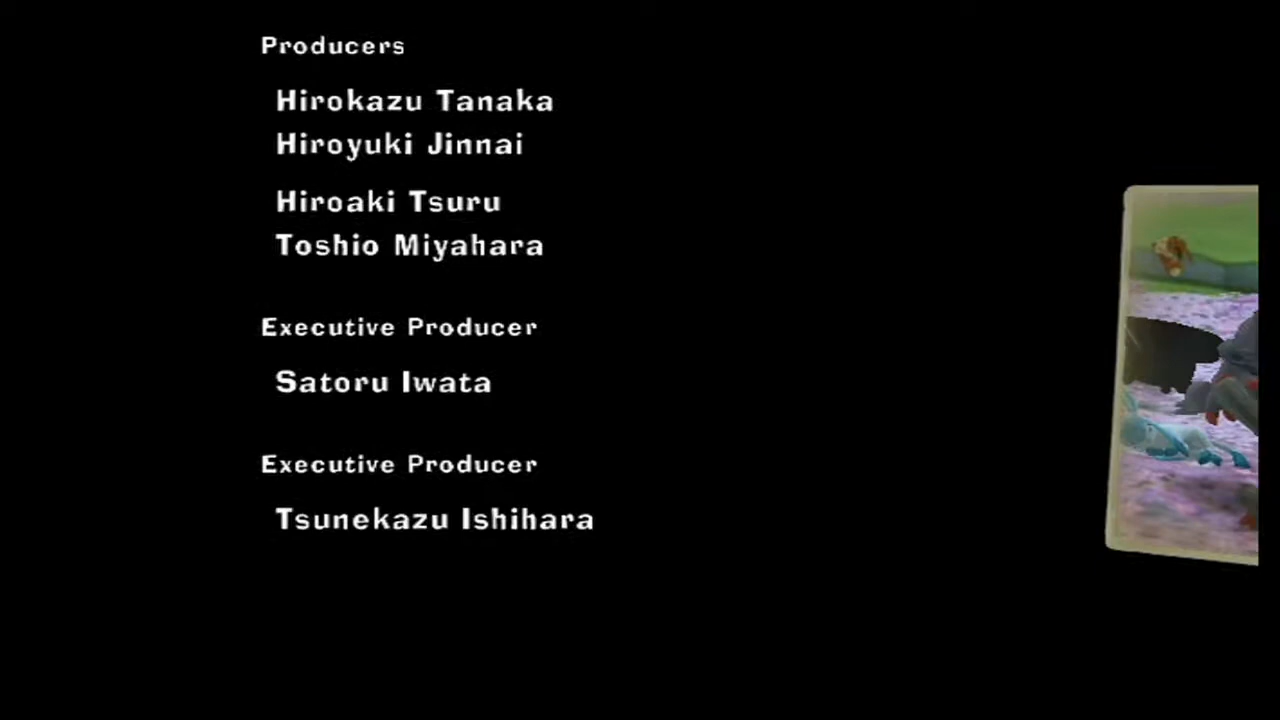 Producers
Hirokazu Tanaka
Hiroyuki Jinnai
Hiroaki Tsuru
Toshio Miyahara
Executive Producer
Satoru Iwata
Executive Producer
Tsunekazu Ishihara